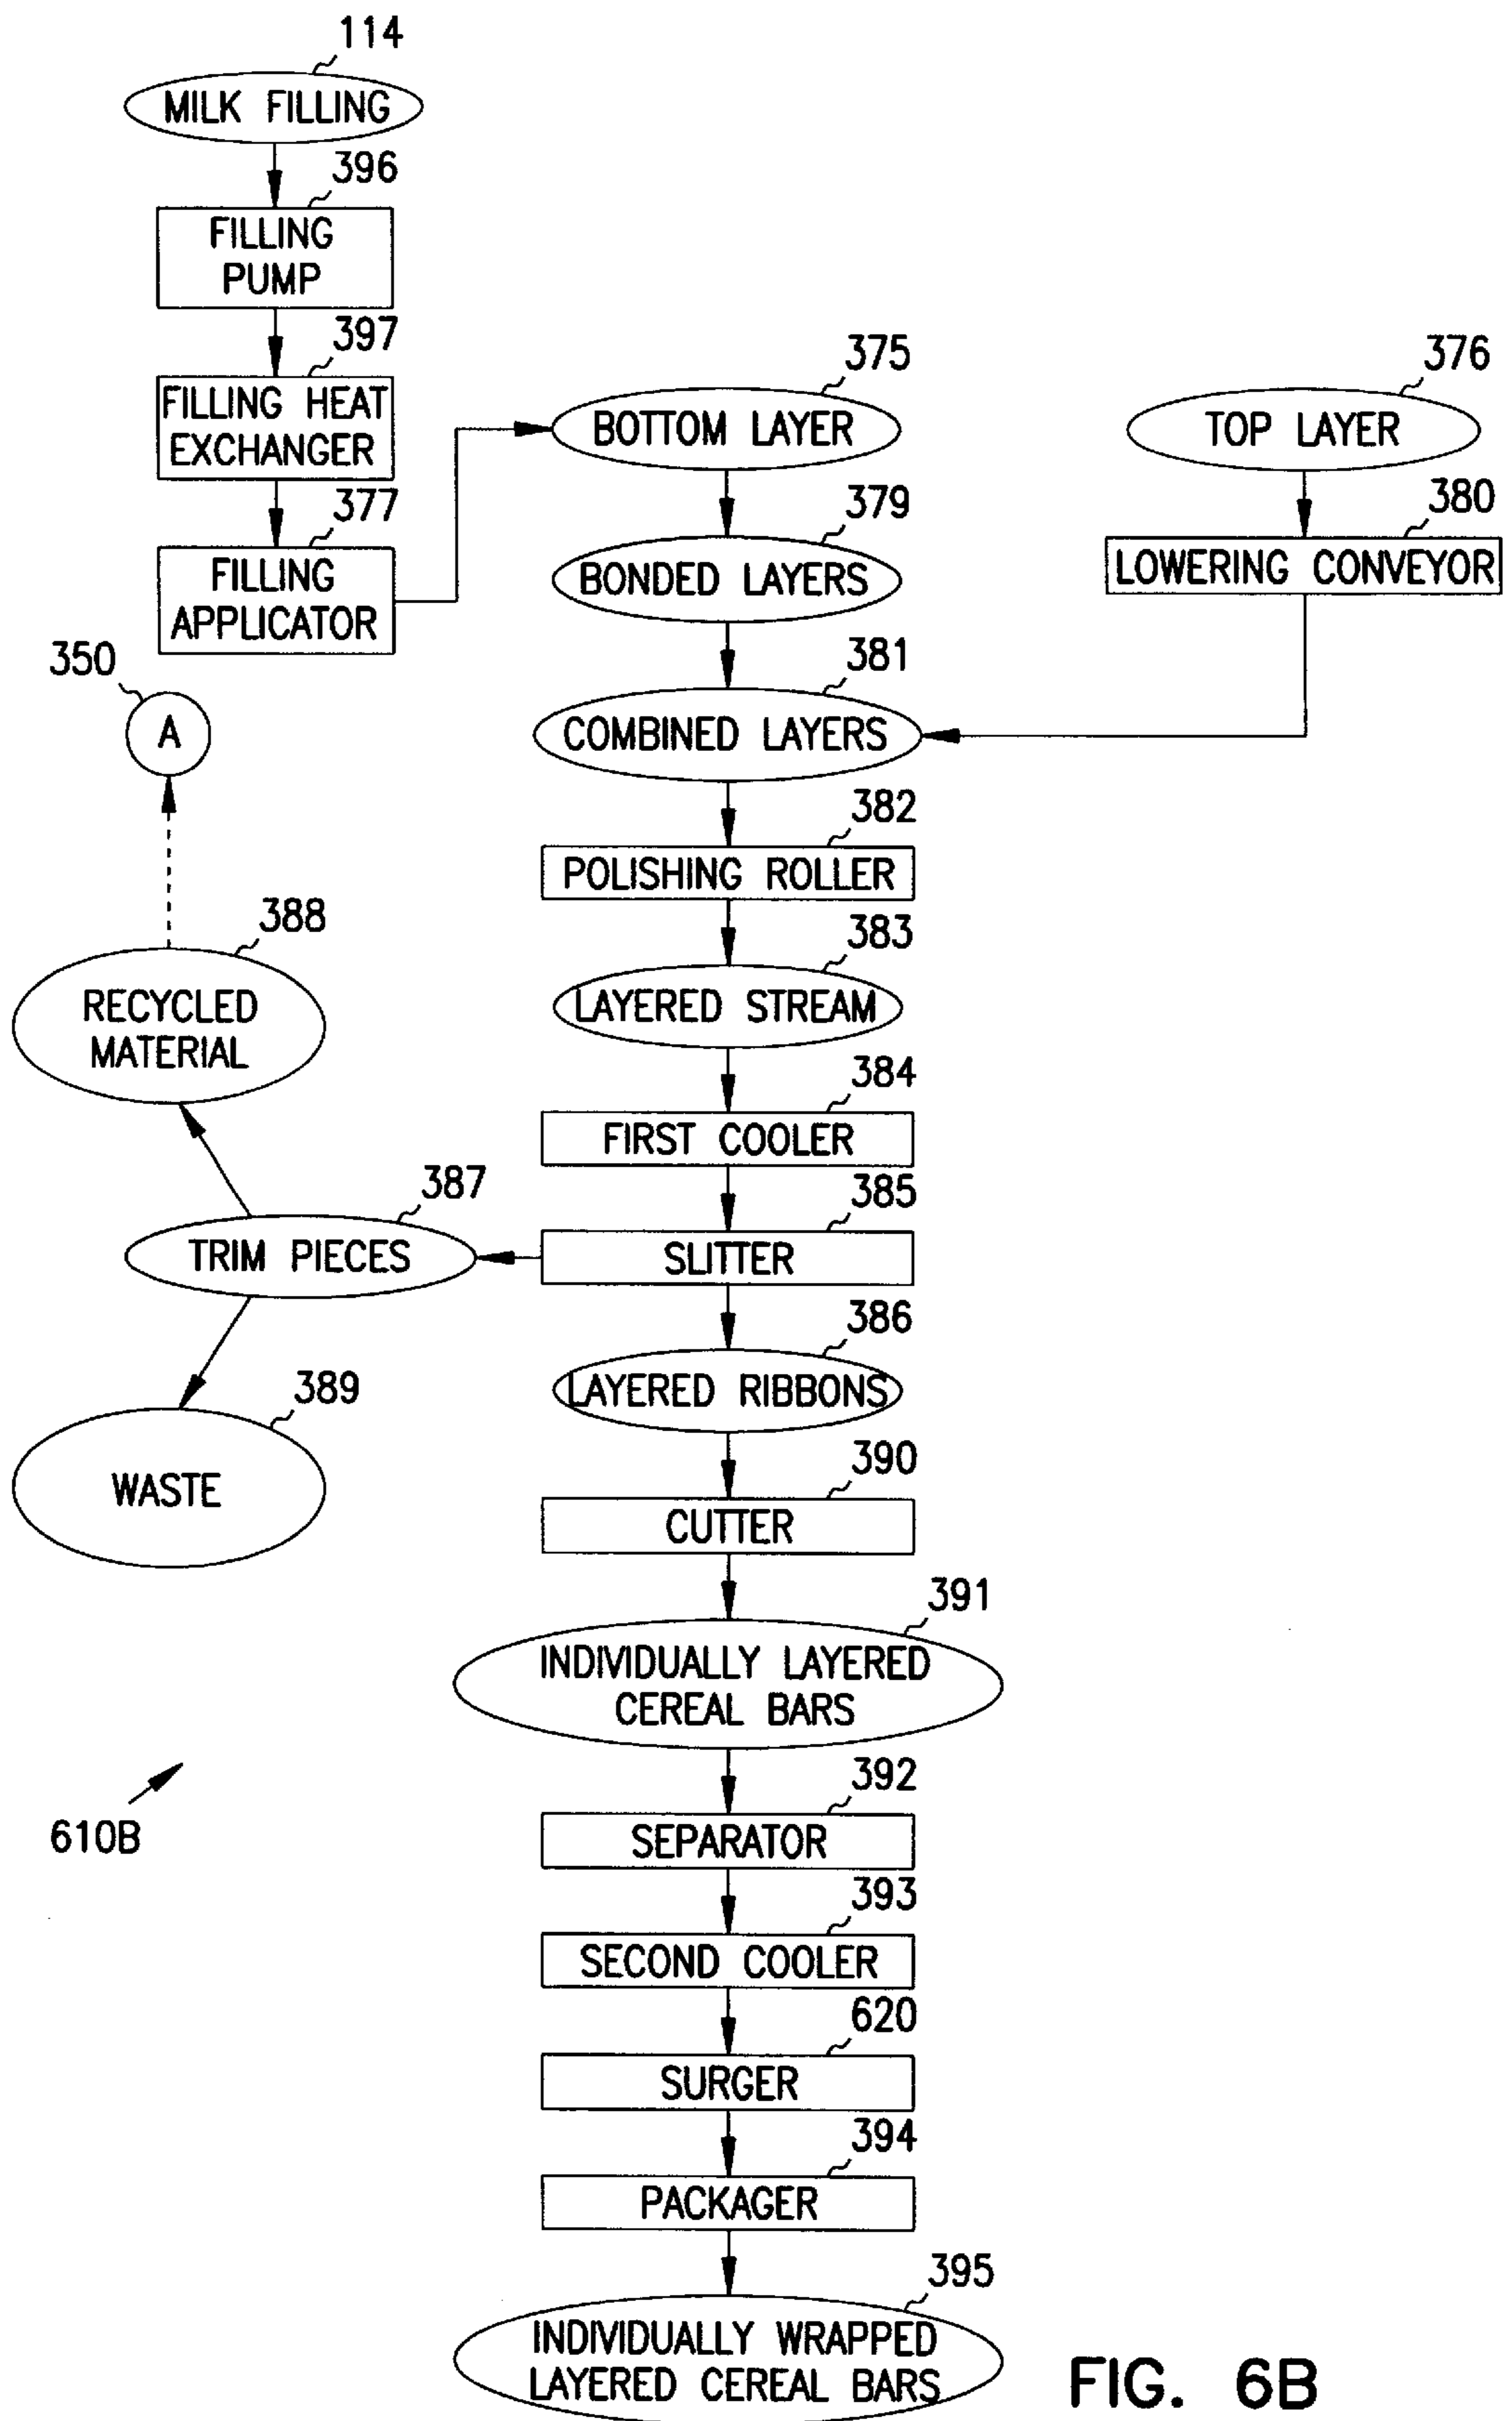 114
MILK FILLING
396
FILLING
PUMP
397
FILLING HEAT
EXCHANGER
377
FILLING
APPLICATOR
375
BOTTOM LAYER
376
TOP LAYER
379
BONDED LAYERS
380
LOWERING CONVEYOR
381
COMBINED LAYERS
350
A
382
POLISHING ROLLER
383
LAYERED STREAM
388
RECYCLED
MATERIAL
384
FIRST COOLER
385
SLITTER
387
TRIM PIECES
386
LAYERED RIBBONS
389
WASTE
390
CUTTER
391
INDIVIDUALLY LAYERED
CEREAL BARS
392
SEPARATOR
610B
393
SECOND COOLER
620
SURGER
394
PACKAGER
395
INDIVIDUALLY WRAPPED
LAYERED CEREAL BARS
FIG. 6B